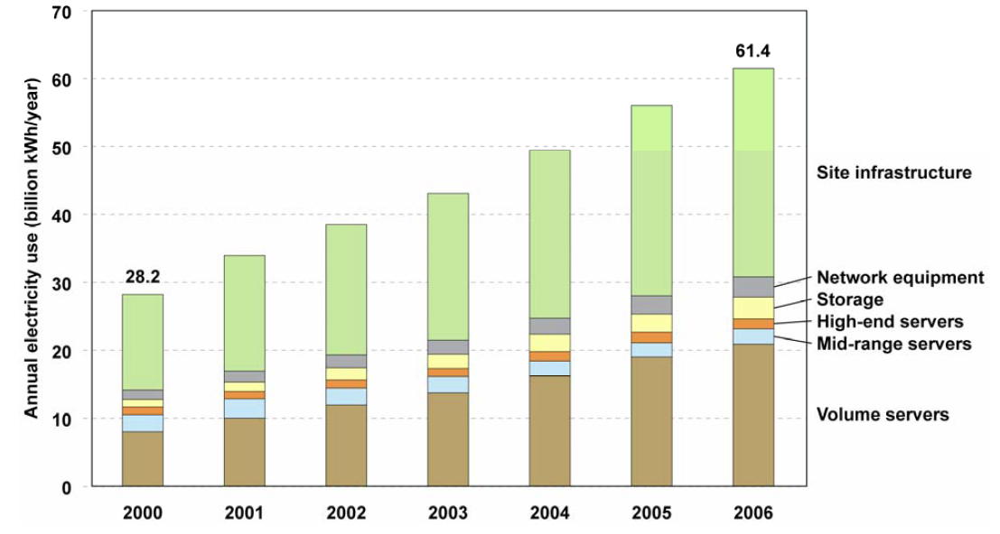 Annual electricity use (billion kWh/year)
70
60
50
40
30
20
10
0
28.2
61.4
2000 2001 2002 2003 2004 2005 2006
Site infrastructure
Network equipment
Storage
High-end servers
Mid-range servers
Volume servers